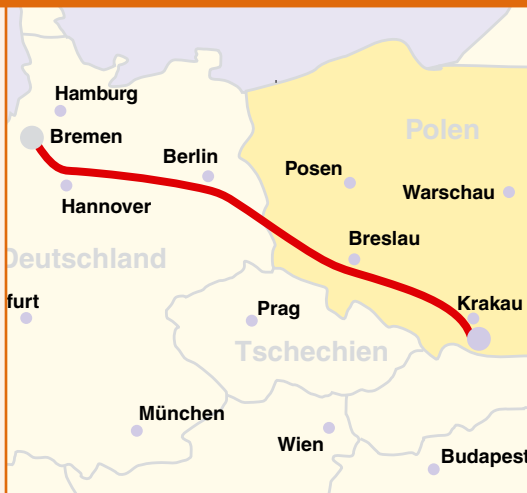 Hamburg
Bremen
Polen
Berlin
Posen
Warschau
Hannover
Breslau
Deutschland
furt
Prag
Krakau
Tschechien
München
Wien
Budapest